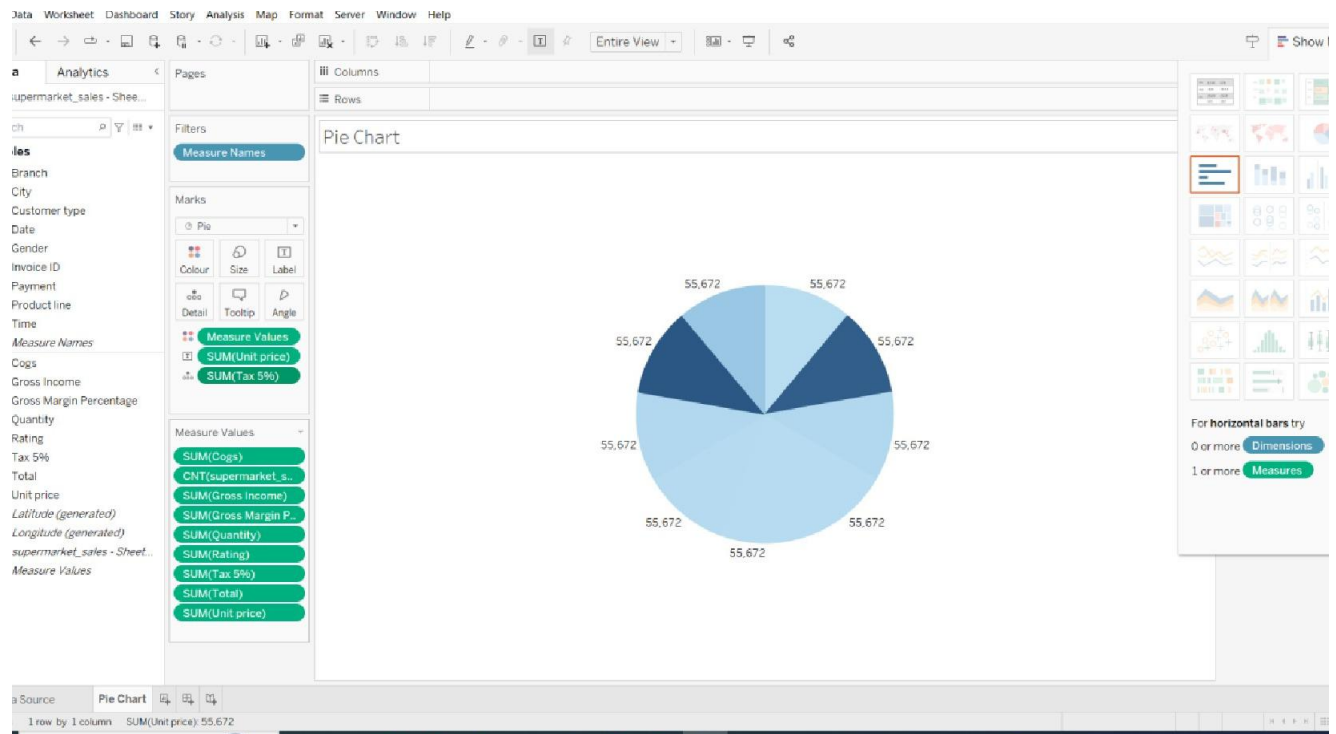 Data Worksheet Dashboard Story Analysis Map Format Server Window Help
Entire View
Show
Analytics
supermarket_sales - Shee...
Pages
Columns
Rows
Filters
Measure Names
Pie Chart
Branch
City
Customer type
Date
Gender
Invoice ID
Payment
Product line
Time
Measure Names
Cogs
Gross Income
Gross Margin Percentage
Quantity
Rating
Tax 5%
Total
Unit price
Latitude (generated)
Longitude (generated)
supermarket_sales - Sheet...
Measure Values
Marks
Pie
Colour Size Label
Detail Tooltip Angle
Measure Values
SUM(Unit price)
SUM(Tax 5%)
Measure Values
SUM(Cogs)
CNT(supermarket_s..
SUM(Gross Income)
SUM(Gross Margin P..
SUM(Quantity)
SUM(Rating)
SUM(Tax 5%)
SUM(Total)
SUM(Unit price)
55,672 55,672
55,672 55,672
55,672 55,672
55,672 55,672
55,672
For horizontal bars try
0 or more Dimensions
1 or more Measures
a Source Pie Chart
1 row by 1 column SUM(Unit price): 55,672